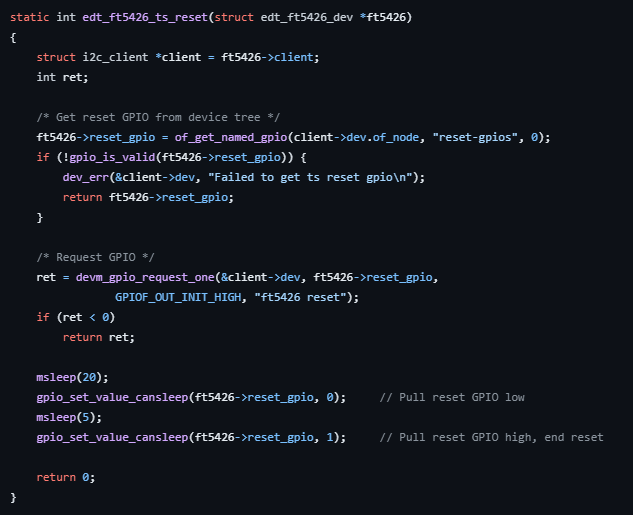 static int edt_ft5426_ts_reset(struct edt_ft5426_dev *ft5426)
{
    struct i2c_client *client = ft5426->client;
    int ret;

    /* Get reset GPIO from device tree */
    ft5426->reset_gpio = of_get_named_gpio(client->dev.of_node, "reset-gpios", 0);
    if (!gpio_is_valid(ft5426->reset_gpio)) {
        dev_err(&client->dev, "Failed to get ts reset gpio\n");
        return ft5426->reset_gpio;
    }

    /* Request GPIO */
    ret = devm_gpio_request_one(&client->dev, ft5426->reset_gpio,
                GPIOF_OUT_INIT_HIGH, "ft5426 reset");
    if (ret < 0)
        return ret;

    msleep(20);
    gpio_set_value_cansleep(ft5426->reset_gpio, 0);     // Pull reset GPIO low
    msleep(5);
    gpio_set_value_cansleep(ft5426->reset_gpio, 1);     // Pull reset GPIO high, end reset

    return 0;
}